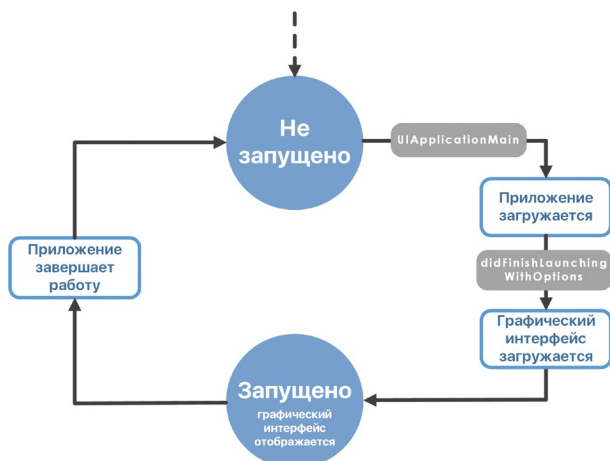 Не
запущено
UIApplicationMain
Приложение
загружается
didFinishLaunching
WithOptions
Графический
интерфейс
загружается
Запущено
графический
интерфейс
отображается
Приложение
завершает
работу